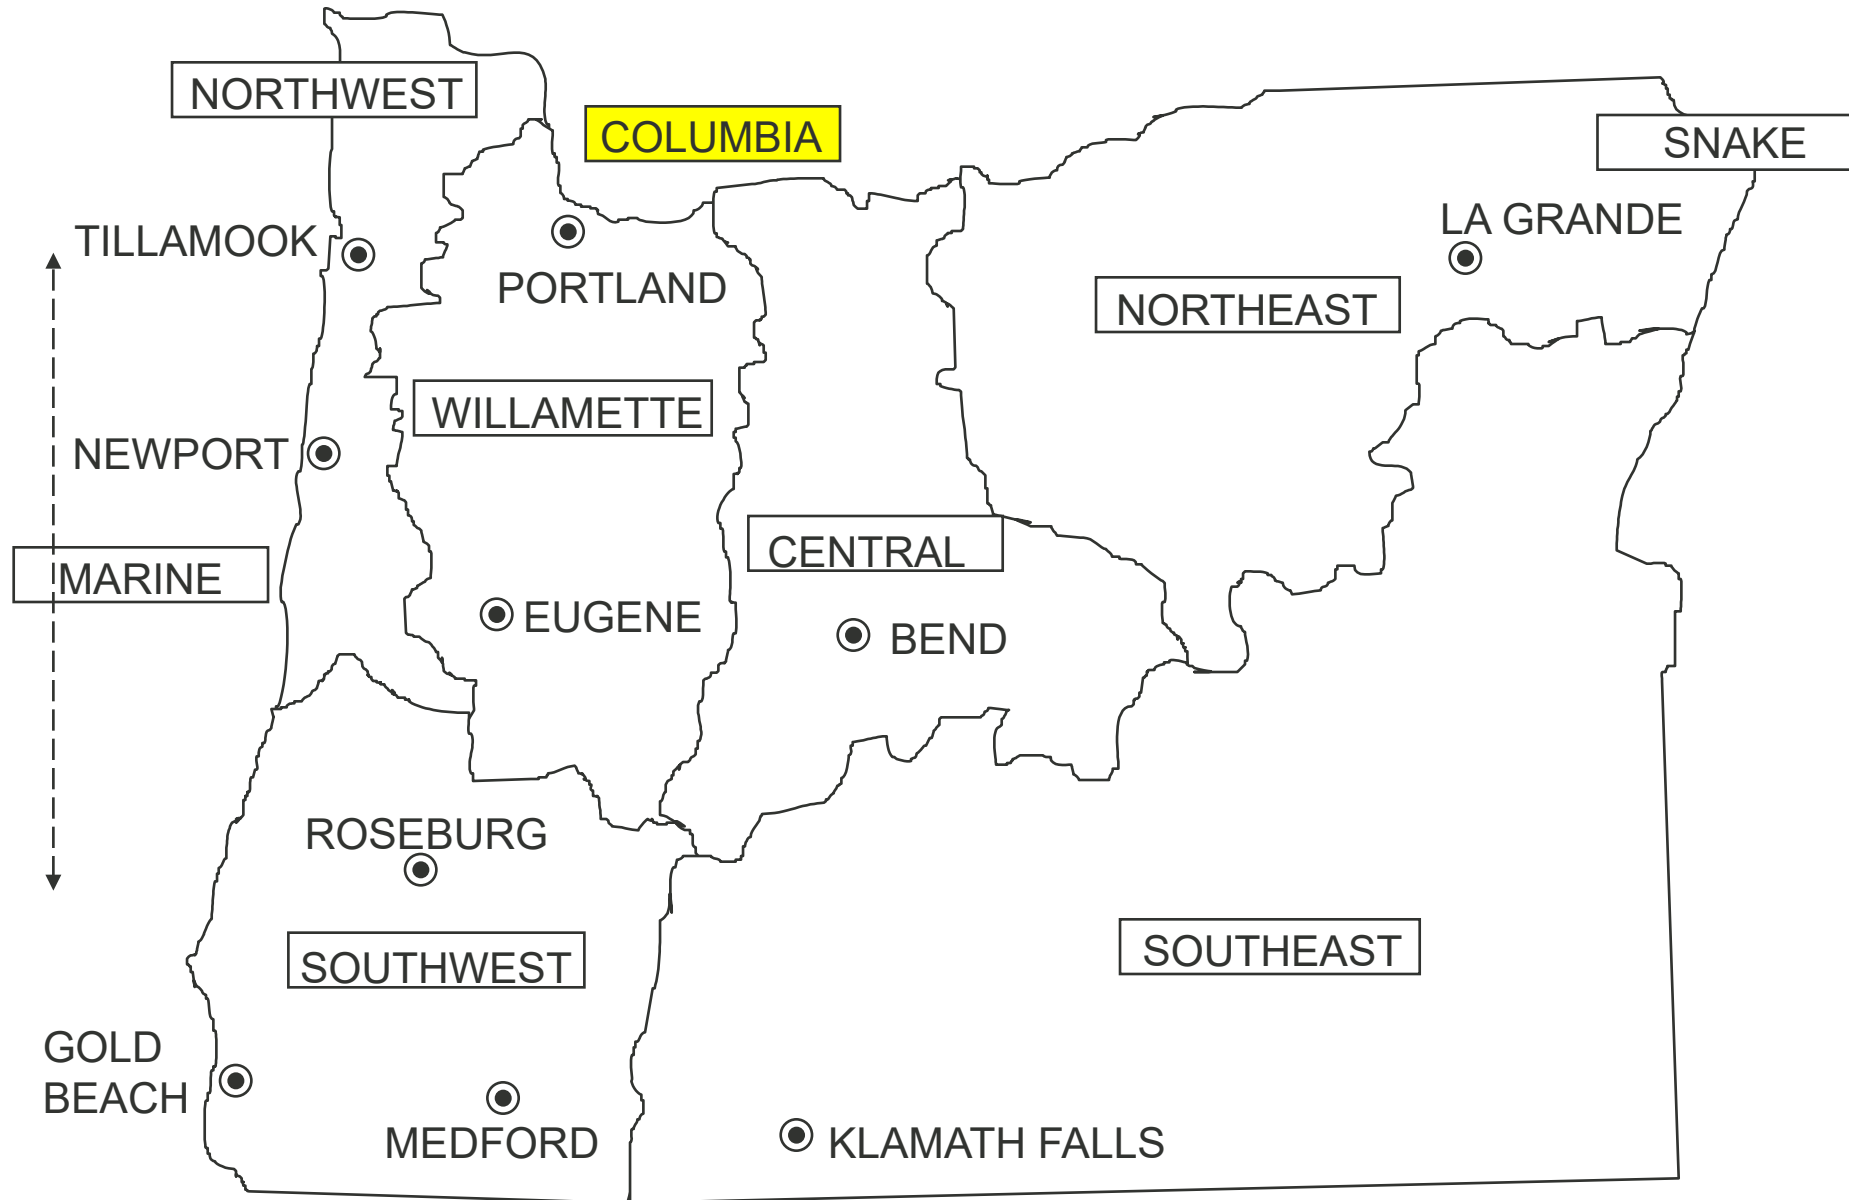 NORTHWEST
COLUMBIA
SNAKE
TILLAMOOK
PORTLAND
LA GRANDE
NORTHEAST
WILLAMETTE
NEWPORT
MARINE
CENTRAL
EUGENE
BEND
ROSEBURG
SOUTHWEST
SOUTHEAST
GOLD
BEACH
MEDFORD
KLAMATH FALLS